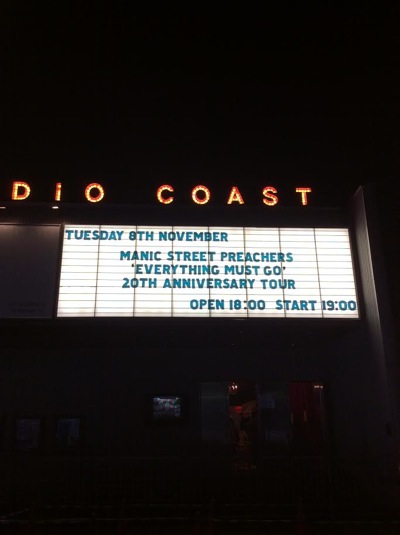 DIO COAST
TUESDAY 8TH NOVEMBER
MANIC STREET PREACHERS
'EVERYTHING MUST GO'
20TH ANNIVERSARY TOUR
OPEN 18:00 START 19:00